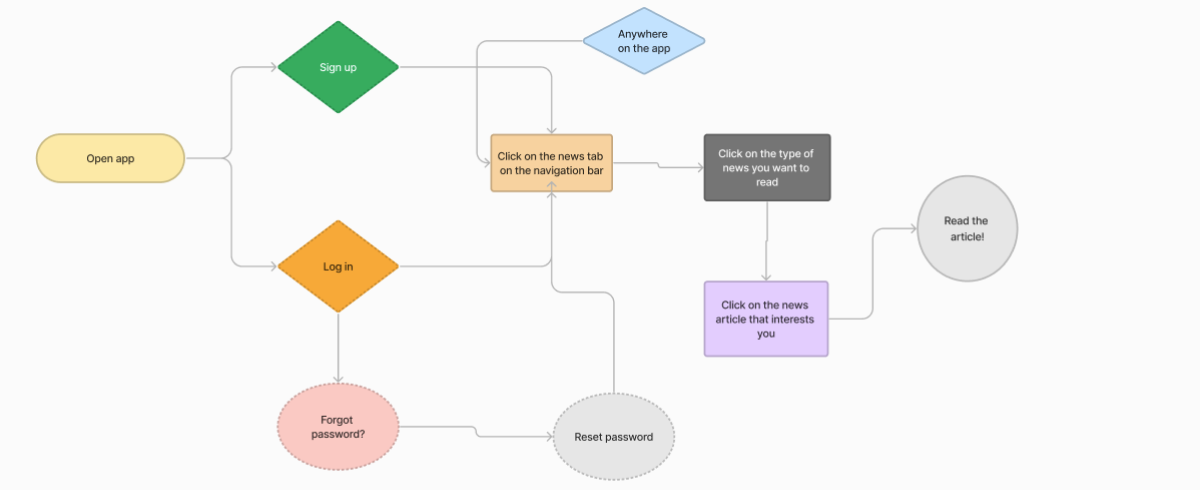 Anywhere
on the app
Sign up
Open app
Click on the news tab
on the navigation bar
Click on the type of
news you want to
read
Read the
article!
Log in
Click on the news
article that interests
you
Forgot
password?
Reset password